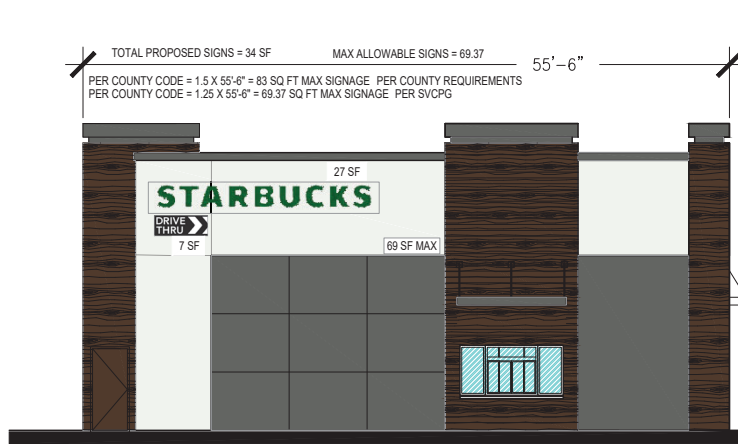 TOTAL PROPOSED SIGNS = 34 SF
MAX ALLOWABLE SIGNS = 69.37
55'-6"
PER COUNTY CODE = 1.5 X 55'-6" = 83 SQ FT MAX SIGNAGE PER COUNTY REQUIREMENTS
PER COUNTY CODE = 1.25 X 55'-6" = 69.37 SQ FT MAX SIGNAGE PER SVCPG
27 SF
STARBUCKS
DRIVE
THRU
7 SF
69 SF MAX